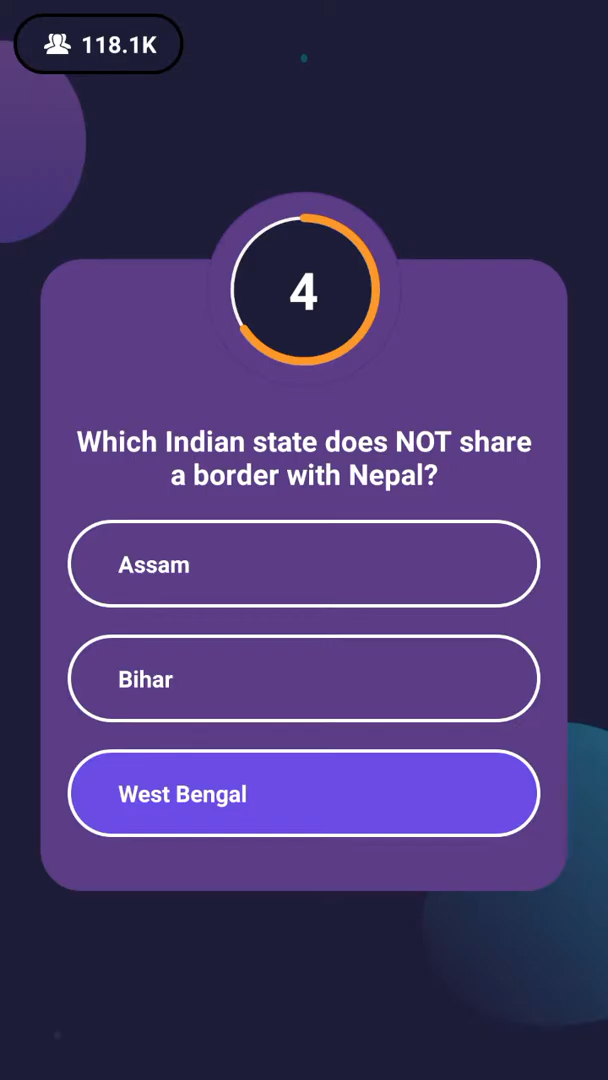 118.1K
4
Which Indian state does NOT share
a border with Nepal?
Assam
Bihar
West Bengal